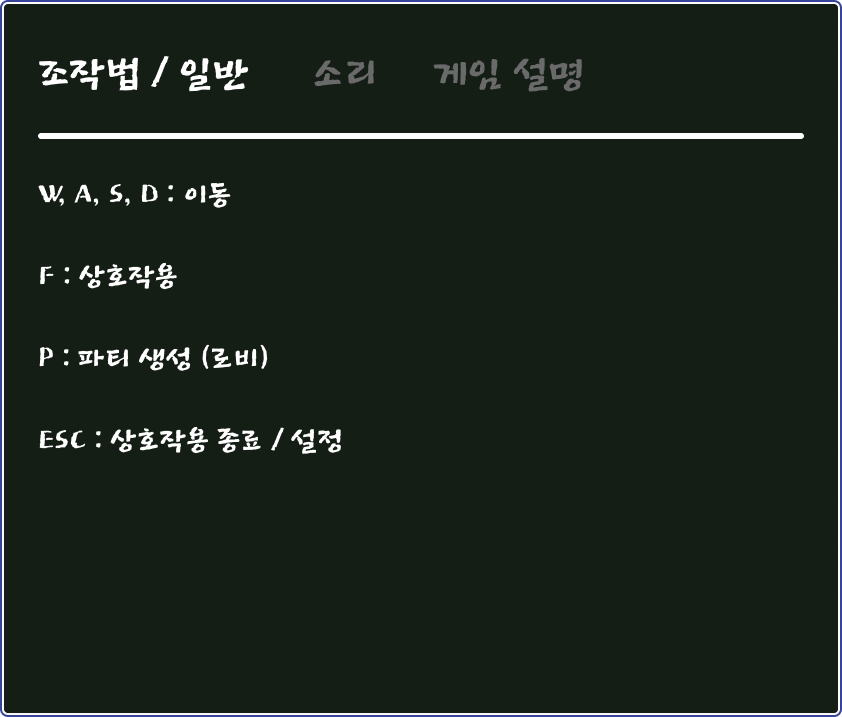 조작법 / 일반 소리 게임 설명
W, A, S, D : 이동
F : 상호작용
P : 파티 생성 (로비)
ESC : 상호작용 종료 / 설정